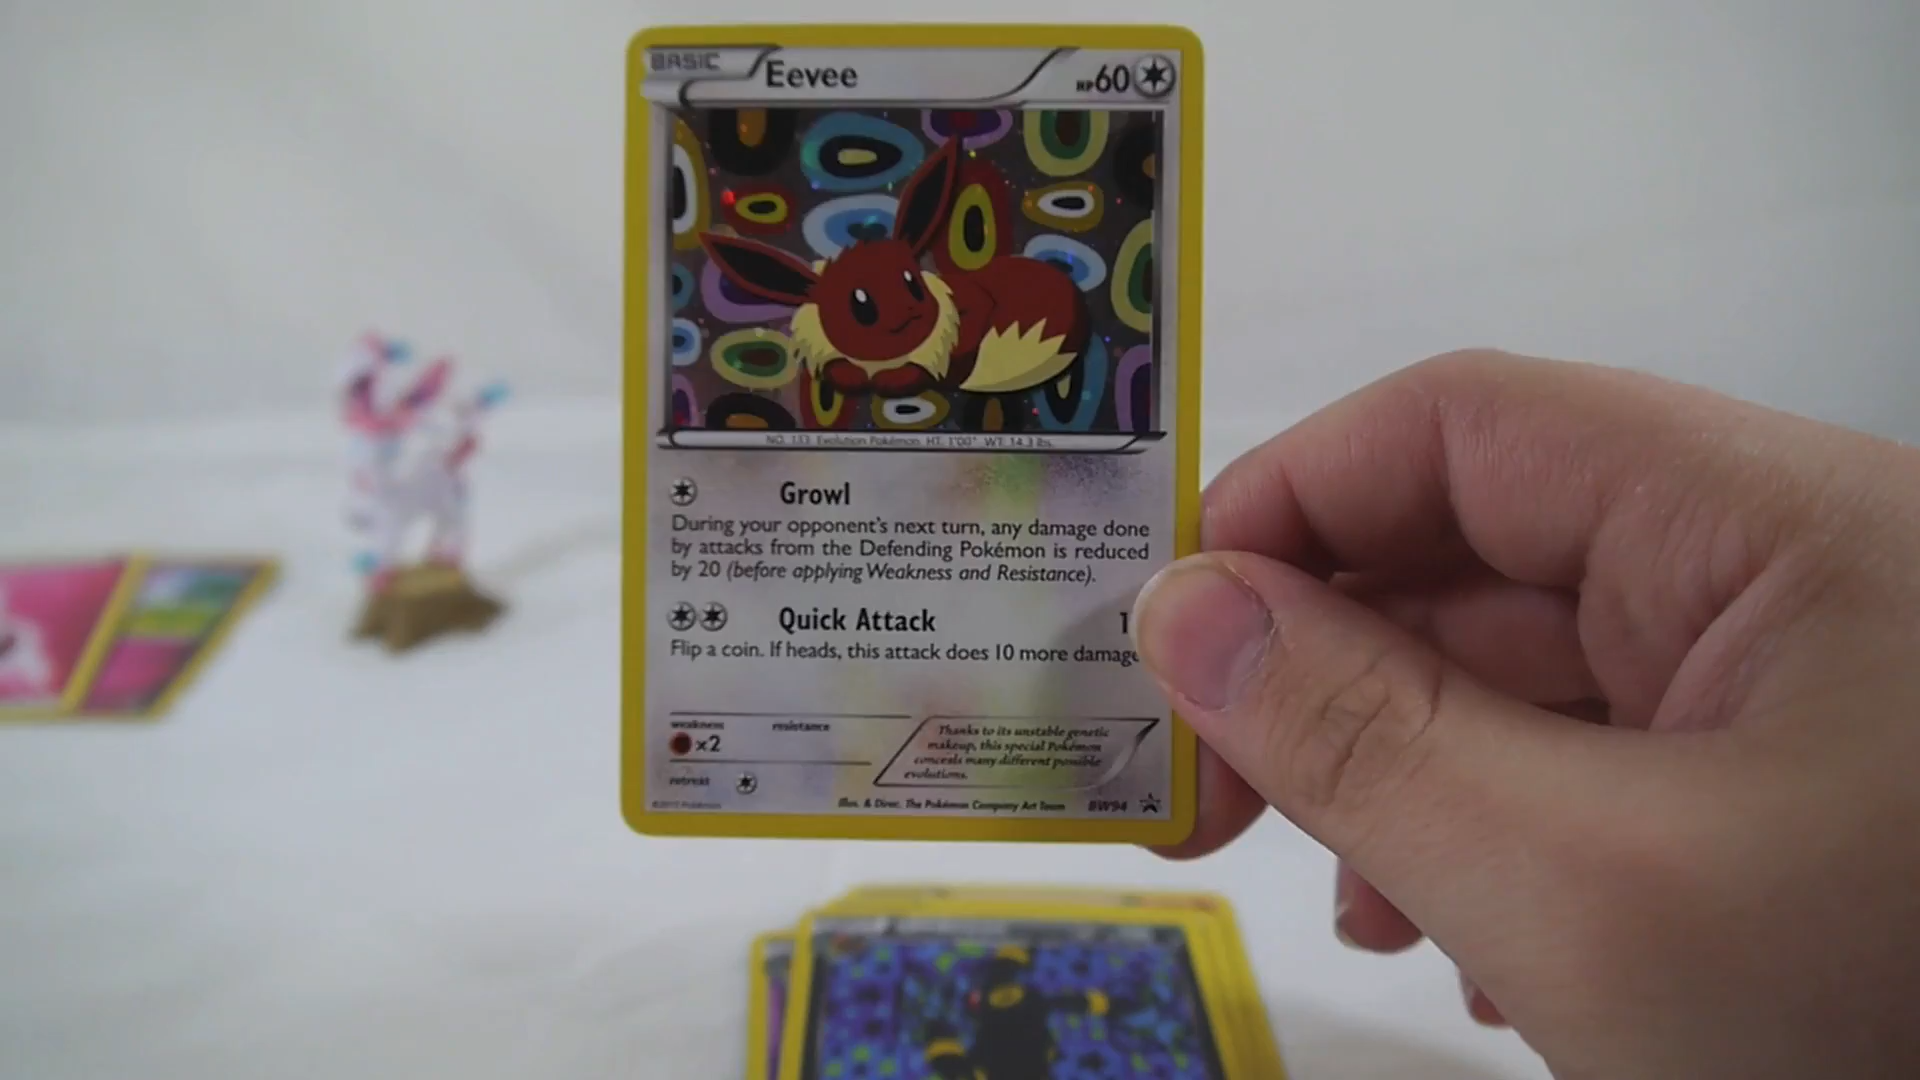 BASIC Eevee HP60
NO. 133 Evolution Pokémon HT: 1'00" WT: 14.3 lbs.
Growl
During your opponent's next turn, any damage done
by attacks from the Defending Pokémon is reduced
by 20 (before applying Weakness and Resistance).
Quick Attack 1
Flip a coin. If heads, this attack does 10 more damage
weakness resistance
x2
retreat
Thanks to its unstable genetic
makeup, this special Pokémon
conceals many different possible
evolutions.
Illus. & Direc. The Pokémon Company Art Team BW94